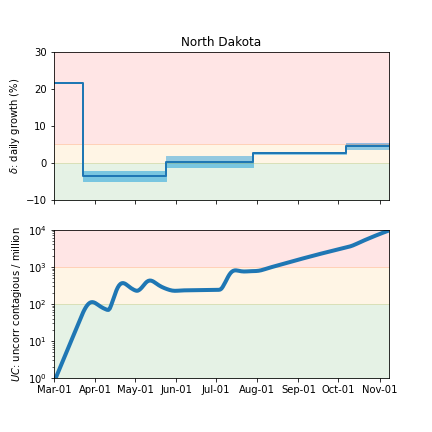 North Dakota
30
20
10
0
−10
δ: daily growth (%)
10⁴
10³
10²
10¹
10⁰
UC: uncorr contagious / million
Mar-01 Apr-01 May-01 Jun-01 Jul-01 Aug-01 Sep-01 Oct-01 Nov-01